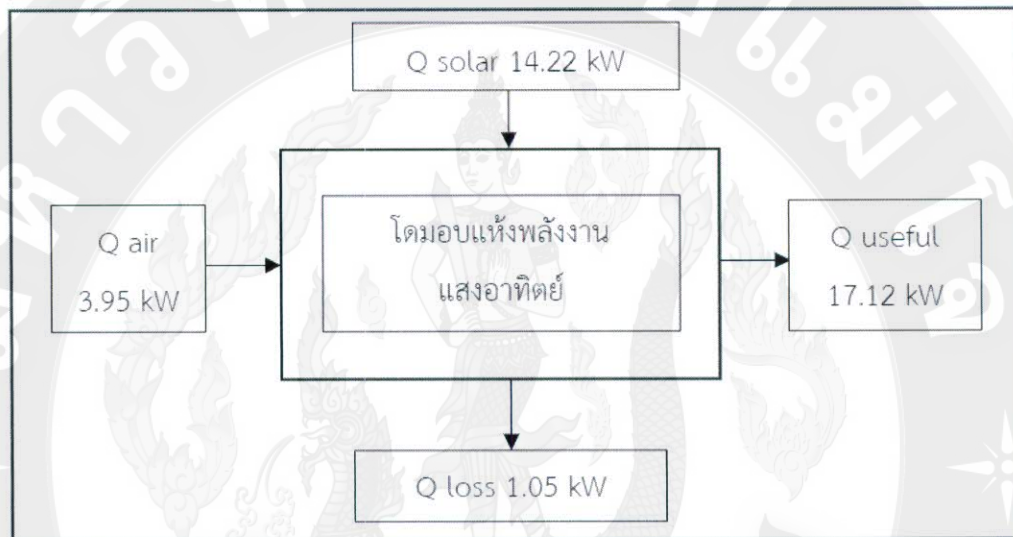 Q solar 14.22 kW
Q air
3.95 kW
โดมอบแห้งพลังงาน
แสงอาทิตย์
Q useful
17.12 kW
Q loss 1.05 kW